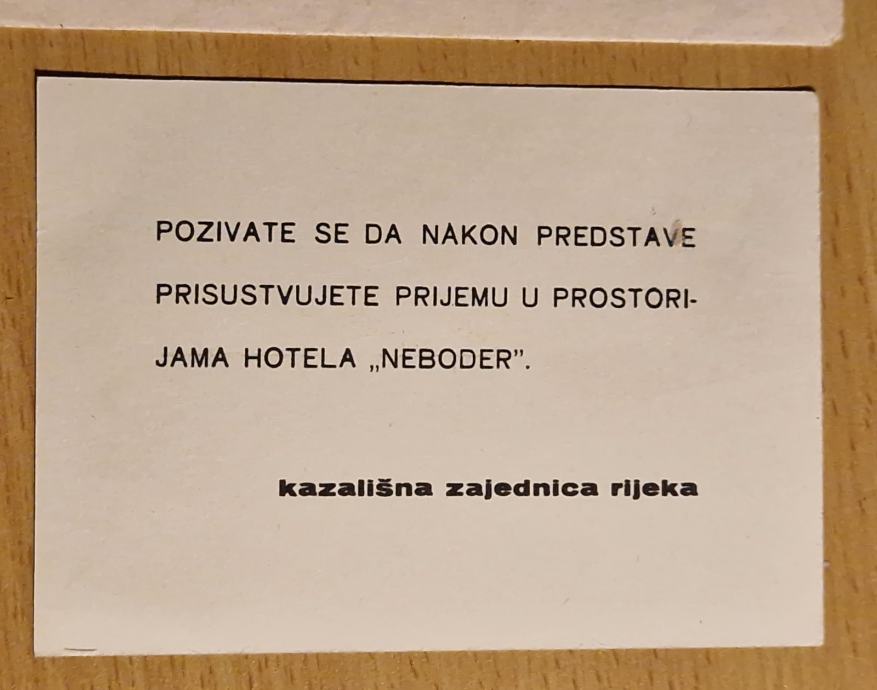 POZIVATE SE DA NAKON PREDSTAVE
PRISUSTVUJETE PRIJEMU U PROSTORI-
JAMA HOTELA „NEBODER”.
kazališna zajednica rijeka